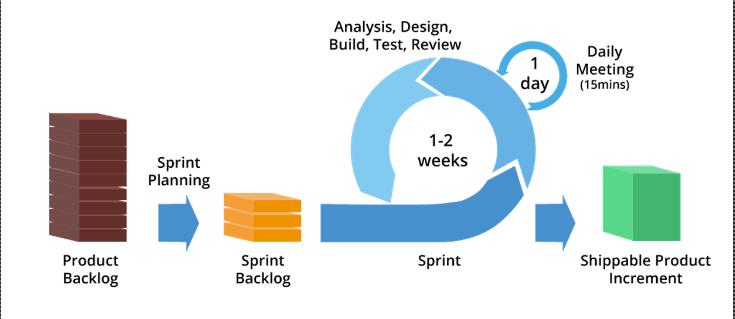 Analysis, Design,
Build, Test, Review
1
day
Daily
Meeting
(15mins)
1-2
weeks
Sprint
Planning
Product
Backlog
Sprint
Backlog
Sprint
Shippable Product
Increment